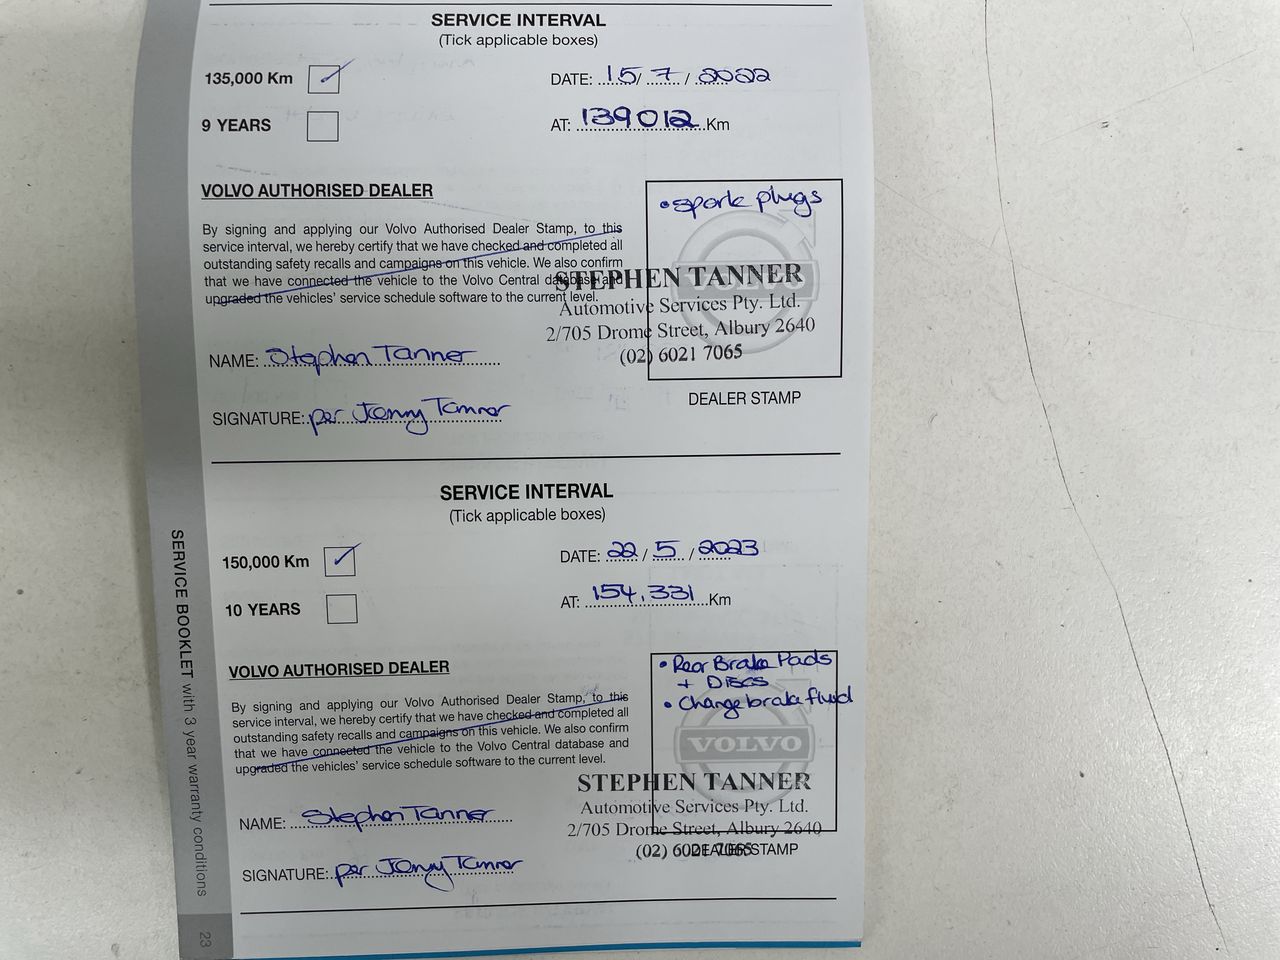 SERVICE INTERVAL
(Tick applicable boxes)
135,000 Km
DATE: 15/ 7 / 2022
9 YEARS
AT: 139012 Km
VOLVO AUTHORISED DEALER
• spark plugs
By signing and applying our Volvo Authorised Dealer Stamp, to this
service interval, we hereby certify that we have checked and completed all
outstanding safety recalls and campaigns on this vehicle. We also confirm
that we have connected the vehicle to the Volvo Central database and
upgraded the vehicles' service schedule software to the current level.
VOLVO
STEPHEN TANNER
Automotive Services Pty. Ltd.
2/705 Drome Street, Albury 2640
(02) 6021 7065
NAME: Stephen Tanner
SIGNATURE: per Jenny Tanner
DEALER STAMP
SERVICE INTERVAL
(Tick applicable boxes)
150,000 Km
DATE: 22 / 5 / 2023
10 YEARS
AT: 154,331 Km
VOLVO AUTHORISED DEALER
• Rear Brake Pads
+ DISCS
• Change brake fluid
By signing and applying our Volvo Authorised Dealer Stamp, to this
service interval, we hereby certify that we have checked and completed all
outstanding safety recalls and campaigns on this vehicle. We also confirm
that we have connected the vehicle to the Volvo Central database and
upgraded the vehicles' service schedule software to the current level.
VOLVO
STEPHEN TANNER
Automotive Services Pty. Ltd.
2/705 Drome Street, Albury 2640
(02) 6021 7065
DEALER STAMP
NAME: Stephen Tanner
SIGNATURE: per Jenny Tanner
SERVICE BOOKLET with 3 year warranty conditions
23